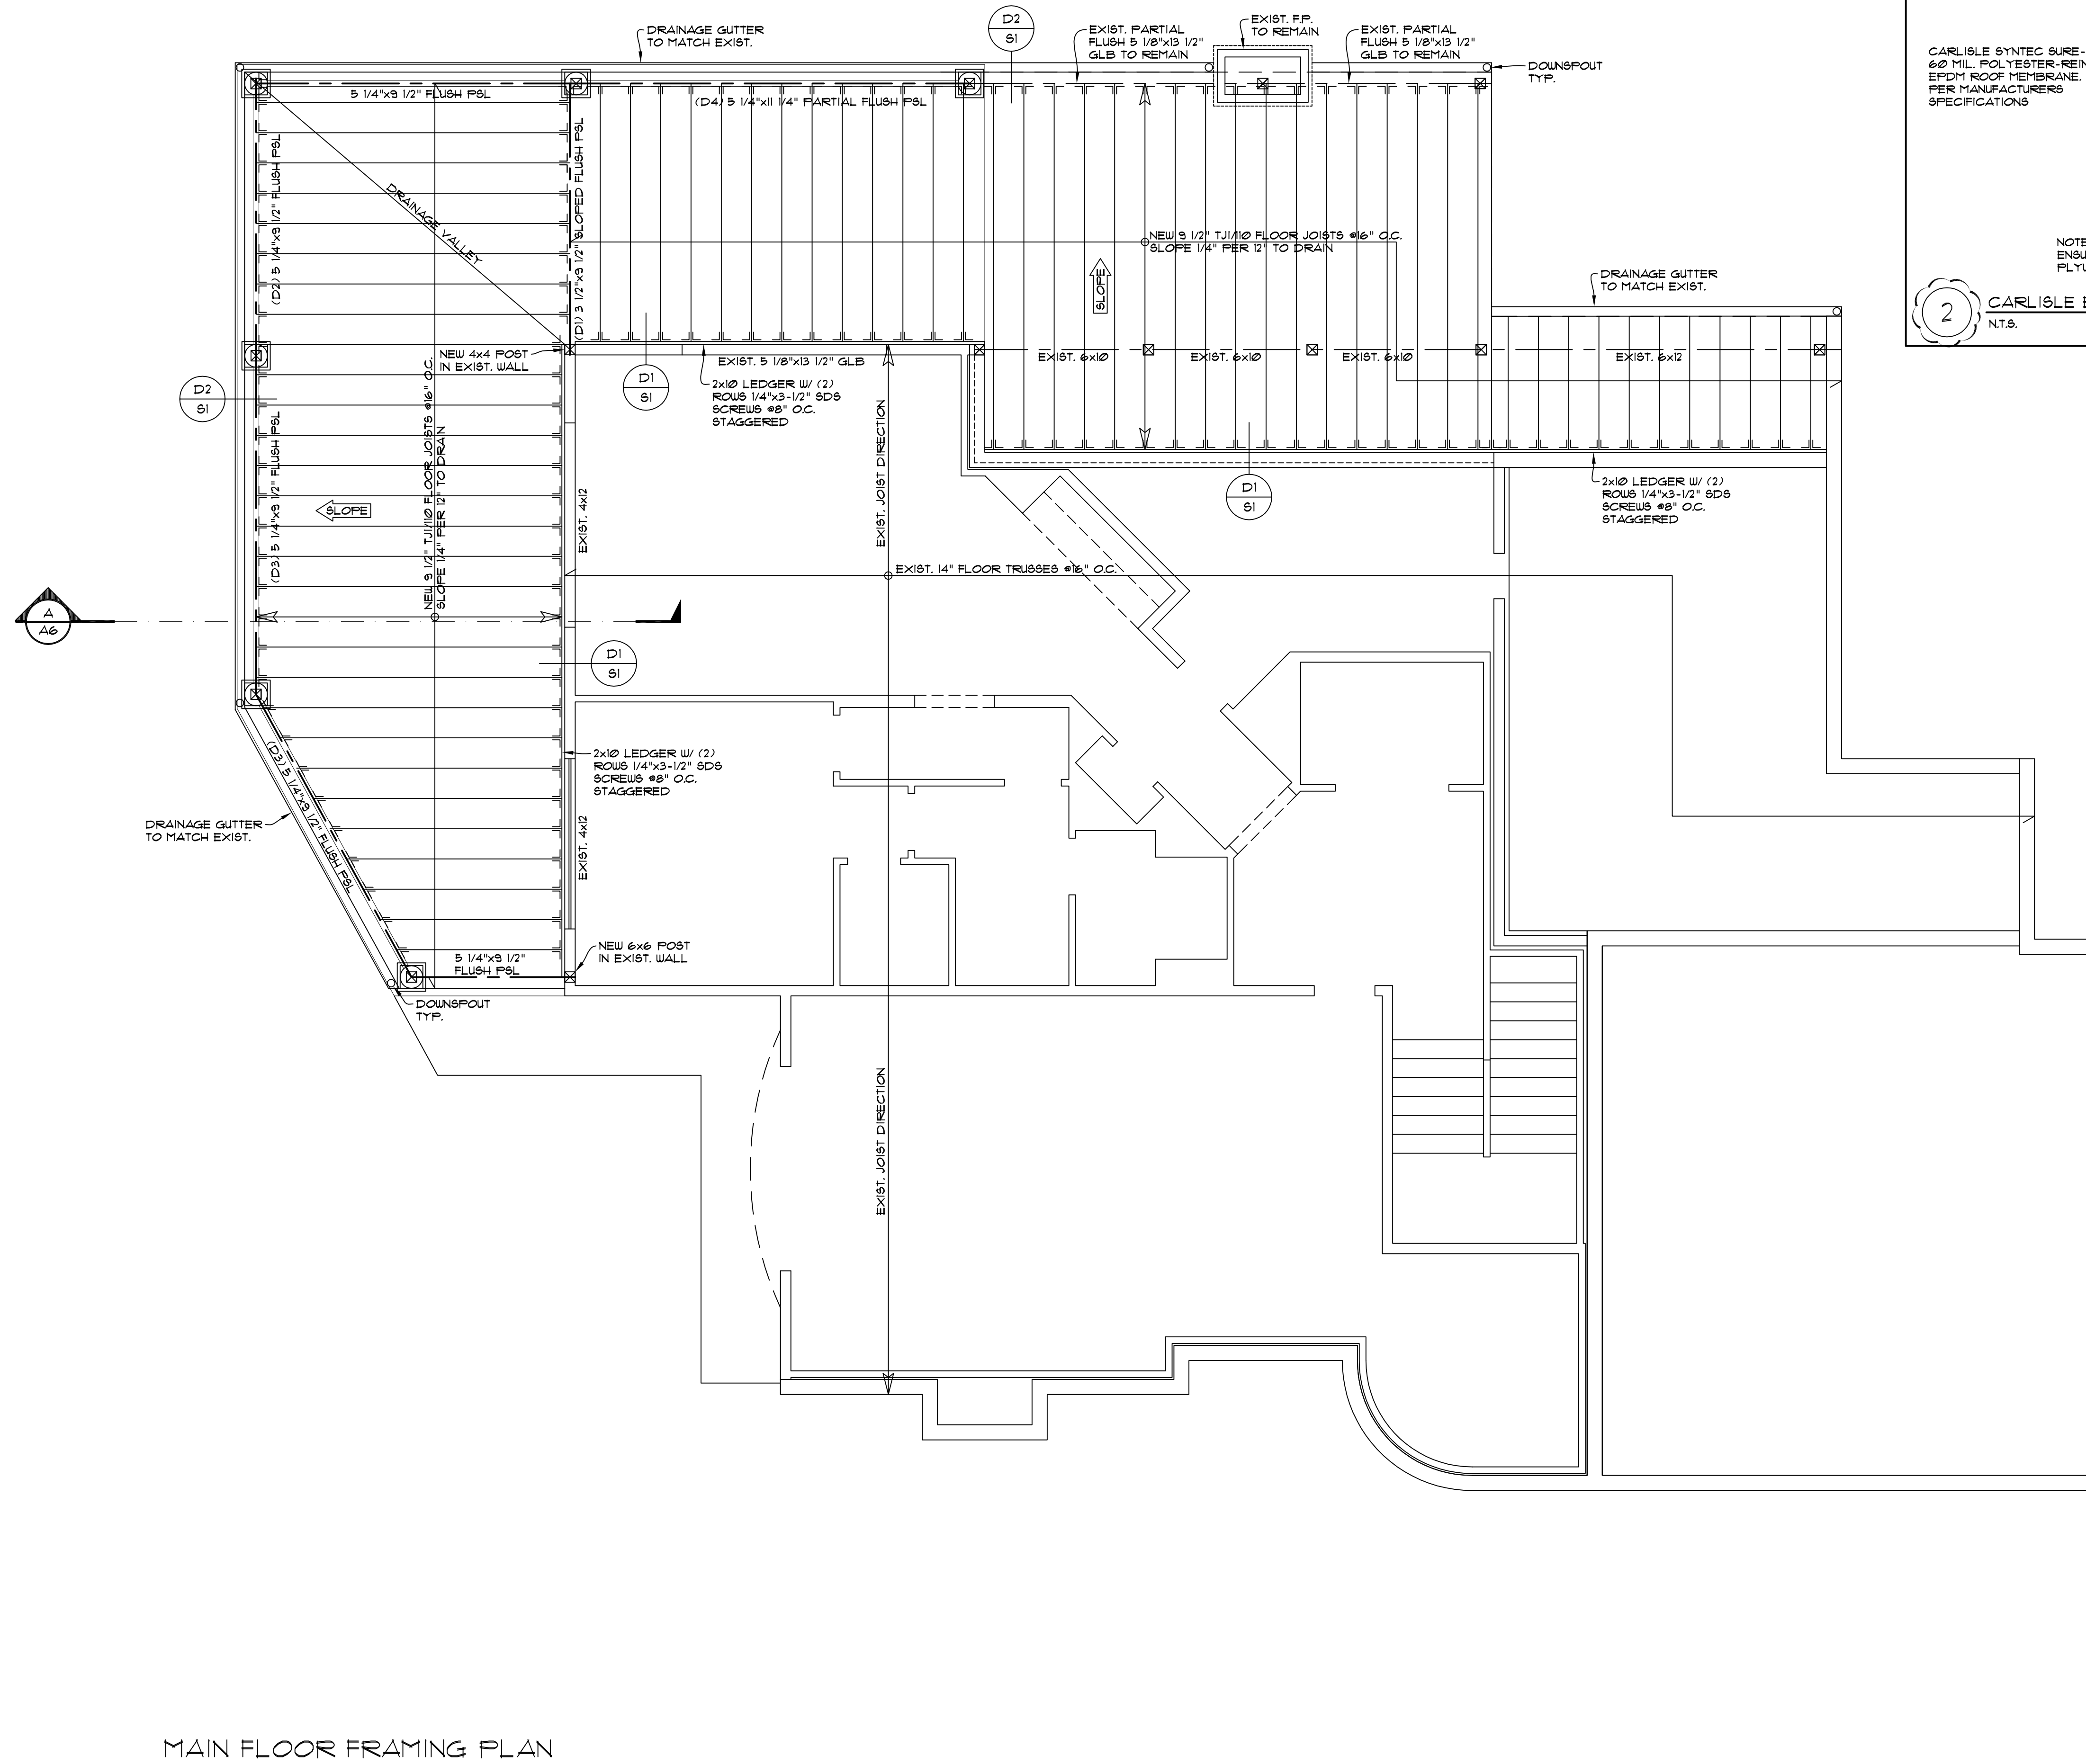 DRAINAGE GUTTER
TO MATCH EXIST.
D2
S1
EXIST. PARTIAL
FLUSH 5 1/8"x13 1/2"
GLB TO REMAIN
EXIST. F.P.
TO REMAIN
EXIST. PARTIAL
FLUSH 5 1/8"x13 1/2"
GLB TO REMAIN
DOWNSPOUT
TYP.
CARLISLE SYNTEC SURE-
60 MIL. POLYESTER-REIN
EPDM ROOF MEMBRANE.
PER MANUFACTURERS
SPECIFICATIONS
5 1/4"x9 1/2" FLUSH PSL
(D4) 5 1/4"x11 1/4" PARTIAL FLUSH PSL
(D2) 5 1/4"x9 1/2" FLUSH PSL
DRAINAGE VALLEY
(D1) 3 1/2"x9 1/2" SLOPED FLUSH PSL
NEW 9 1/2" TJI/110 FLOOR JOISTS @16" O.C.
SLOPE 1/4" PER 12" TO DRAIN
SLOPE
DRAINAGE GUTTER
TO MATCH EXIST.
NOTE
ENSU
PLYW
2
CARLISLE E
N.T.S.
NEW 4x4 POST
IN EXIST. WALL
EXIST. 5 1/8"x13 1/2" GLB
EXIST. 6x10
EXIST. 6x10
EXIST. 6x10
EXIST. 6x12
D1
S1
2x10 LEDGER W/ (2)
ROWS 1/4"x3-1/2" SDS
SCREWS @8" O.C.
STAGGERED
D2
S1
(D3) 5 1/4"x9 1/2" FLUSH PSL
NEW 9 1/2" TJI/110 FLOOR JOISTS @16" O.C.
SLOPE 1/4" PER 12" TO DRAIN
SLOPE
EXIST. 4x12
EXIST. JOIST DIRECTION
D1
S1
2x10 LEDGER W/ (2)
ROWS 1/4"x3-1/2" SDS
SCREWS @8" O.C.
STAGGERED
EXIST. 14" FLOOR TRUSSES @16" O.C.
A
A6
D1
S1
2x10 LEDGER W/ (2)
ROWS 1/4"x3-1/2" SDS
SCREWS @8" O.C.
STAGGERED
(D3) 5 1/4"x9 1/2" FLUSH PSL
DRAINAGE GUTTER
TO MATCH EXIST.
EXIST. 4x12
5 1/4"x9 1/2"
FLUSH PSL
NEW 6x6 POST
IN EXIST. WALL
DOWNSPOUT
TYP.
EXIST. JOIST DIRECTION
MAIN FLOOR FRAMING PLAN